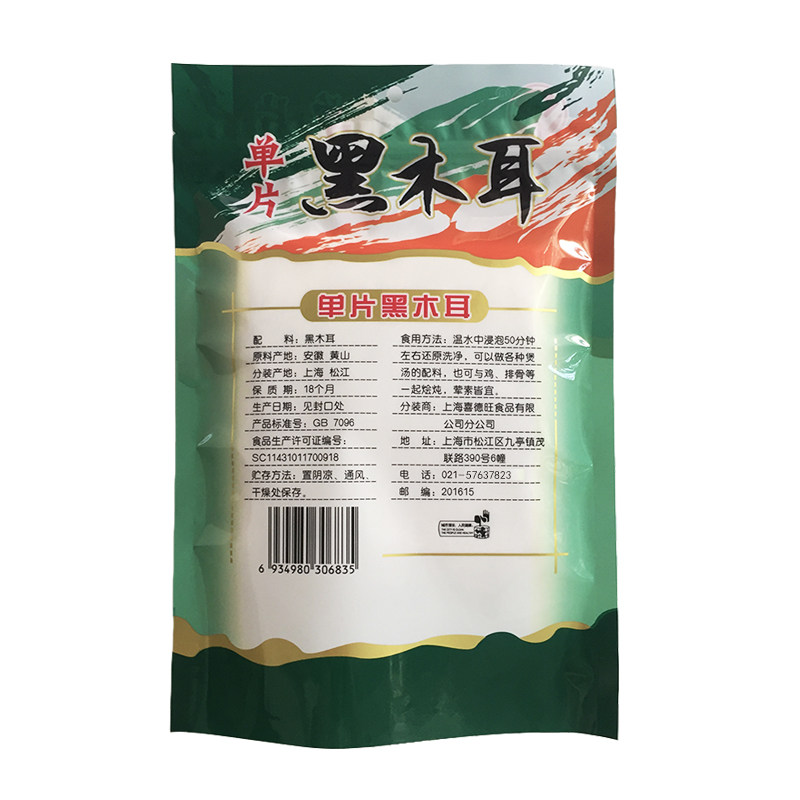 单片
黑木耳
单片黑木耳
配 料：黑木耳
原料产地：安徽 黄山
分装产地：上海 松江
保 质 期：18个月
生产日期：见封口处
产品标准号：GB 7096
食品生产许可证编号：
SC11431011700918
贮存方法：置阴凉、通风、
干燥处保存。
食用方法：温水中浸泡50分钟
左右还原洗净，可以做各种煲
汤的配料，也可与鸡、排骨等
一起烩炖，荤素皆宜。
分装商：上海喜德旺食品有限
公司分公司
地 址：上海市松江区九亭镇茂
联路390号6幢
电 话：021-57637823
邮 编：201615
6 934980 306835